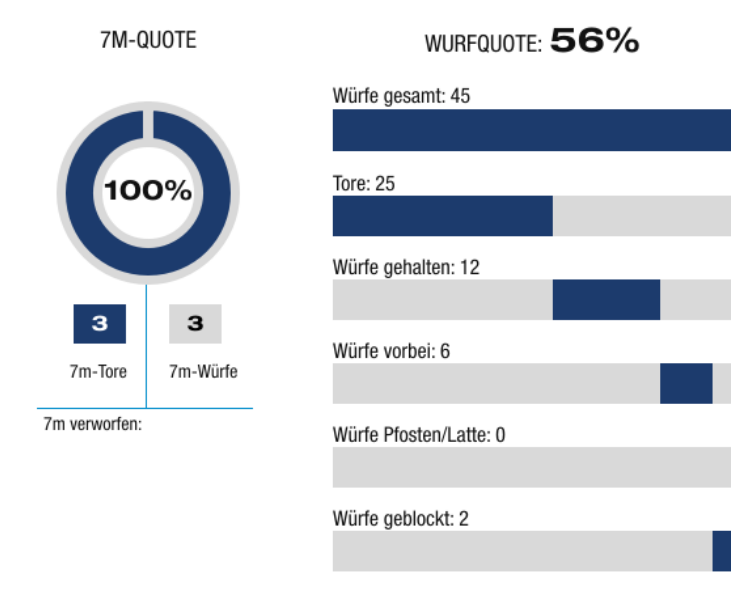 7M-QUOTE
100%
3
3
7m-Tore
7m-Würfe
7m verworfen:
WURFQUOTE: 56%
Würfe gesamt: 45
Tore: 25
Würfe gehalten: 12
Würfe vorbei: 6
Würfe Pfosten/Latte: 0
Würfe geblockt: 2